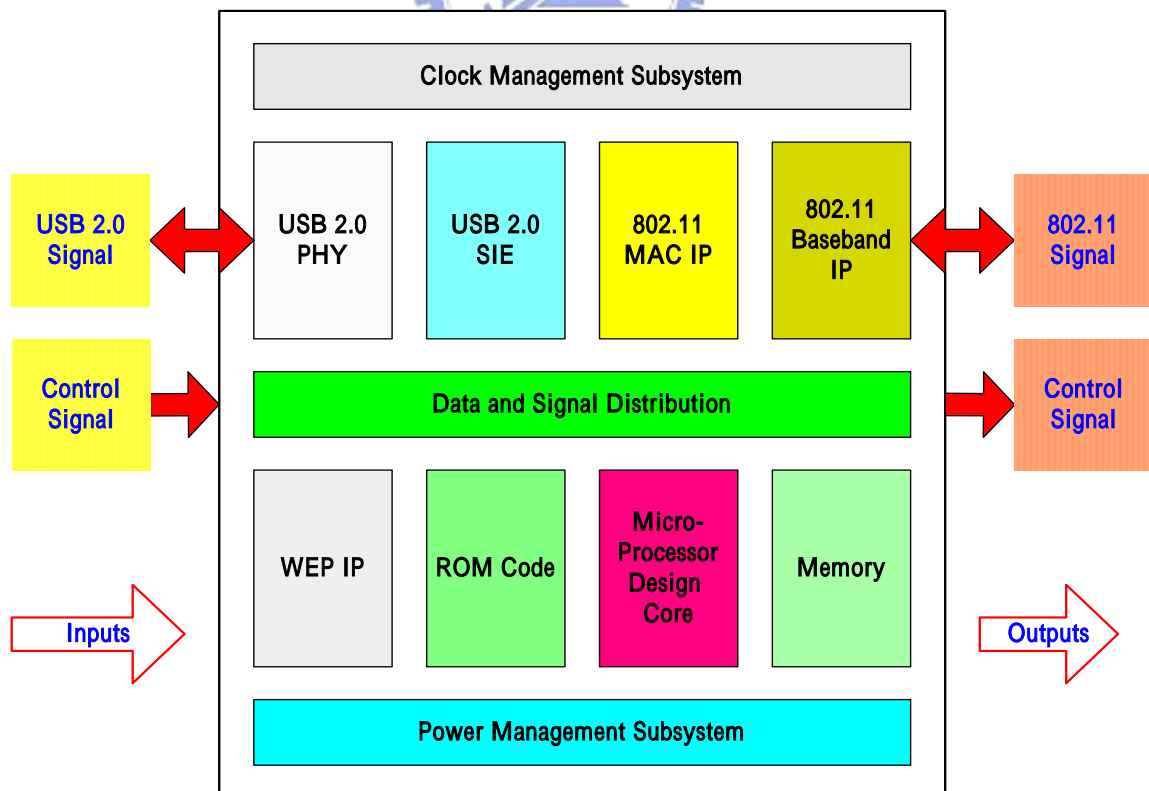 Clock Management Subsystem
USB 2.0
Signal
USB 2.0
PHY
USB 2.0
SIE
802.11
MAC IP
802.11
Baseband
IP
802.11
Signal
Control
Signal
Data and Signal Distribution
Control
Signal
WEP IP
ROM Code
Micro-
Processor
Design
Core
Memory
Inputs
Outputs
Power Management Subsystem